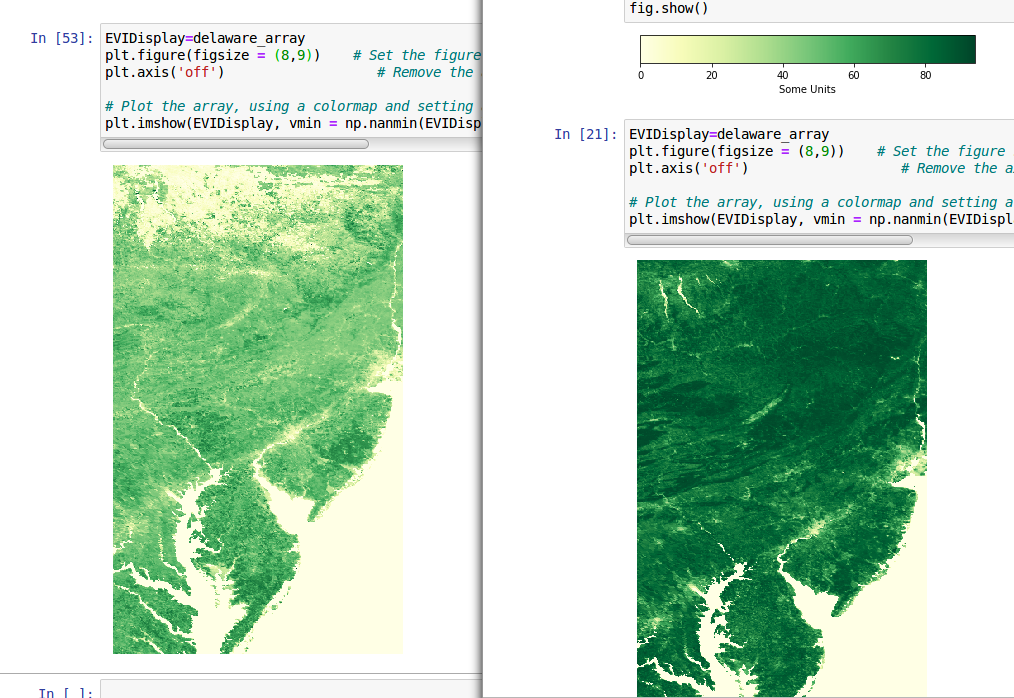 In [53]:
EVIDisplay=delaware_array
plt.figure(figsize = (8,9))    # Set the figure
plt.axis('off')                  # Remove the
# Plot the array, using a colormap and setting
plt.imshow(EVIDisplay, vmin = np.nanmin(EVIDisp
In [ ]:
fig.show()
0 20 40 60 80
Some Units
In [21]:
EVIDisplay=delaware_array
plt.figure(figsize = (8,9))    # Set the figure
plt.axis('off')                  # Remove the a
# Plot the array, using a colormap and setting a
plt.imshow(EVIDisplay, vmin = np.nanmin(EVIDispl